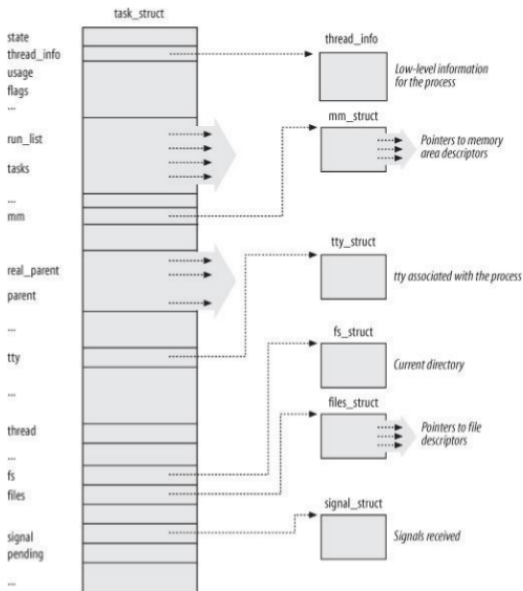 task_struct
state
thread_info
usage
flags
...
run_list
tasks
...
mm
real_parent
parent
...
tty
...
thread
...
fs
files
signal
pending
...
thread_info
Low-level information
for the process
mm_struct
Pointers to memory
area descriptors
tty_struct
tty associated with the process
fs_struct
Current directory
files_struct
Pointers to file
descriptors
signal_struct
Signals received